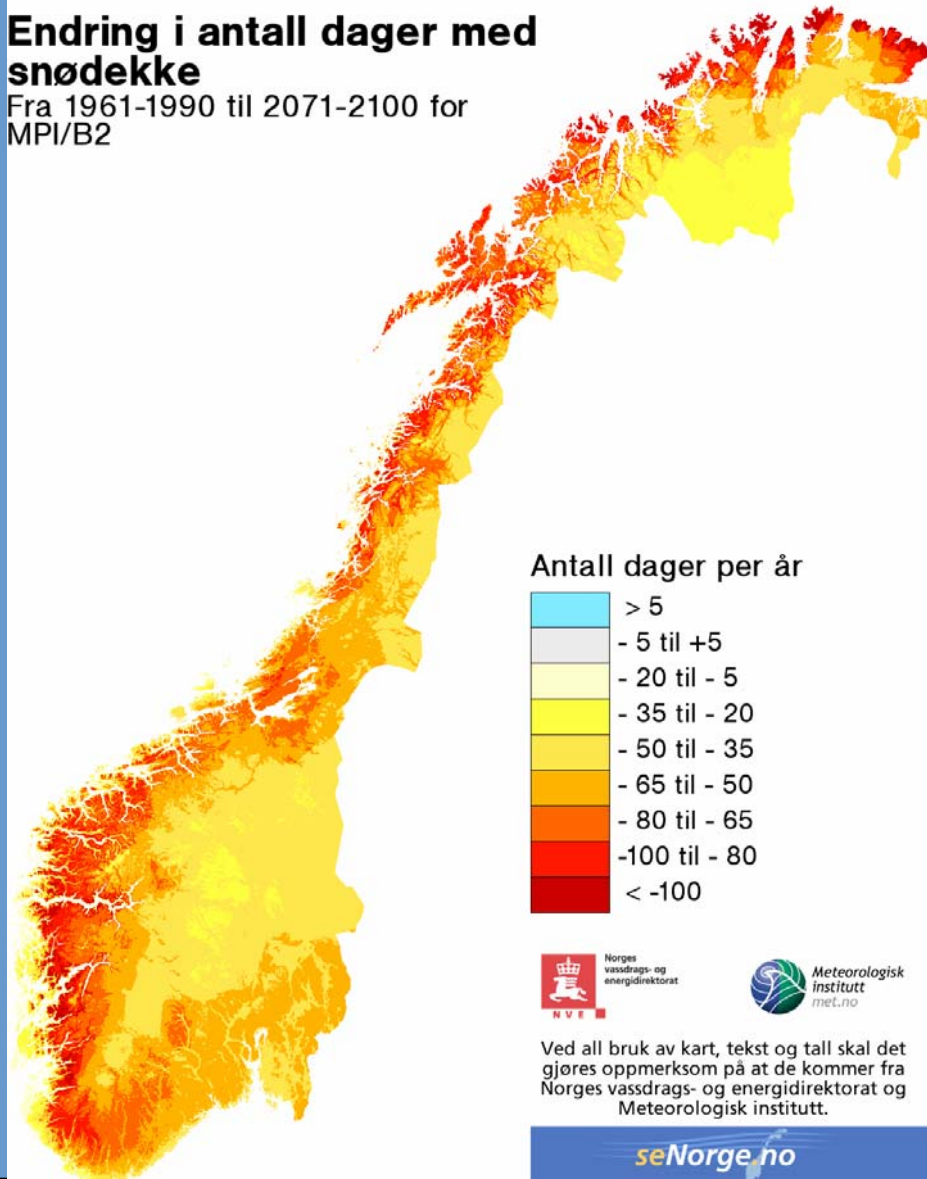 Endring i antall dager med
snødekke
Fra 1961-1990 til 2071-2100 for
MPI/B2
Antall dager per år
> 5
- 5 til +5
- 20 til - 5
- 35 til - 20
- 50 til - 35
- 65 til - 50
- 80 til - 65
-100 til - 80
< -100
Norges
vassdrags- og
energidirektorat
NVE
Meteorologisk
institutt
met.no
Ved all bruk av kart, tekst og tall skal det
gjøres oppmerksom på at de kommer fra
Norges vassdrags- og energidirektorat og
Meteorologisk institutt.
seNorge.no